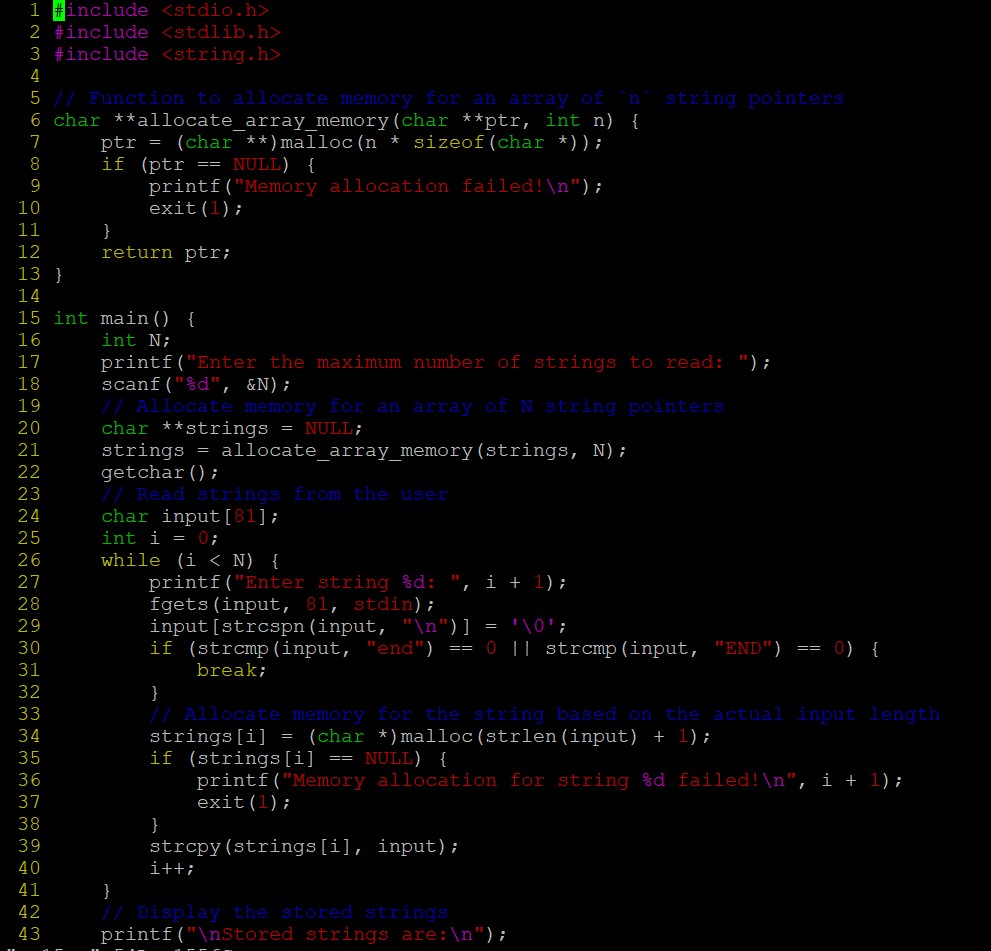 1 #include <stdio.h>
2 #include <stdlib.h>
3 #include <string.h>
4
5 // Function to allocate memory for an array of `n` string pointers
6 char **allocate_array_memory(char **ptr, int n) {
7     ptr = (char **)malloc(n * sizeof(char *));
8     if (ptr == NULL) {
9         printf("Memory allocation failed!\n");
10         exit(1);
11     }
12     return ptr;
13 }
14
15 int main() {
16     int N;
17     printf("Enter the maximum number of strings to read: ");
18     scanf("%d", &N);
19     // Allocate memory for an array of N string pointers
20     char **strings = NULL;
21     strings = allocate_array_memory(strings, N);
22     getchar();
23     // Read strings from the user
24     char input[81];
25     int i = 0;
26     while (i < N) {
27         printf("Enter string %d: ", i + 1);
28         fgets(input, 81, stdin);
29         input[strcspn(input, "\n")] = '\0';
30         if (strcmp(input, "end") == 0 || strcmp(input, "END") == 0) {
31             break;
32         }
33         // Allocate memory for the string based on the actual input length
34         strings[i] = (char *)malloc(strlen(input) + 1);
35         if (strings[i] == NULL) {
36             printf("Memory allocation for string %d failed!\n", i + 1);
37             exit(1);
38         }
39         strcpy(strings[i], input);
40         i++;
41     }
42     // Display the stored strings
43     printf("\nStored strings are:\n");